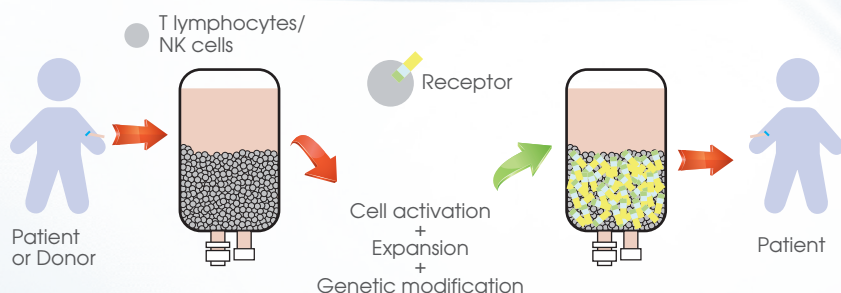 T lymphocytes/
NK cells
Receptor
Patient
or Donor
Cell activation
+
Expansion
+
Genetic modification
Patient